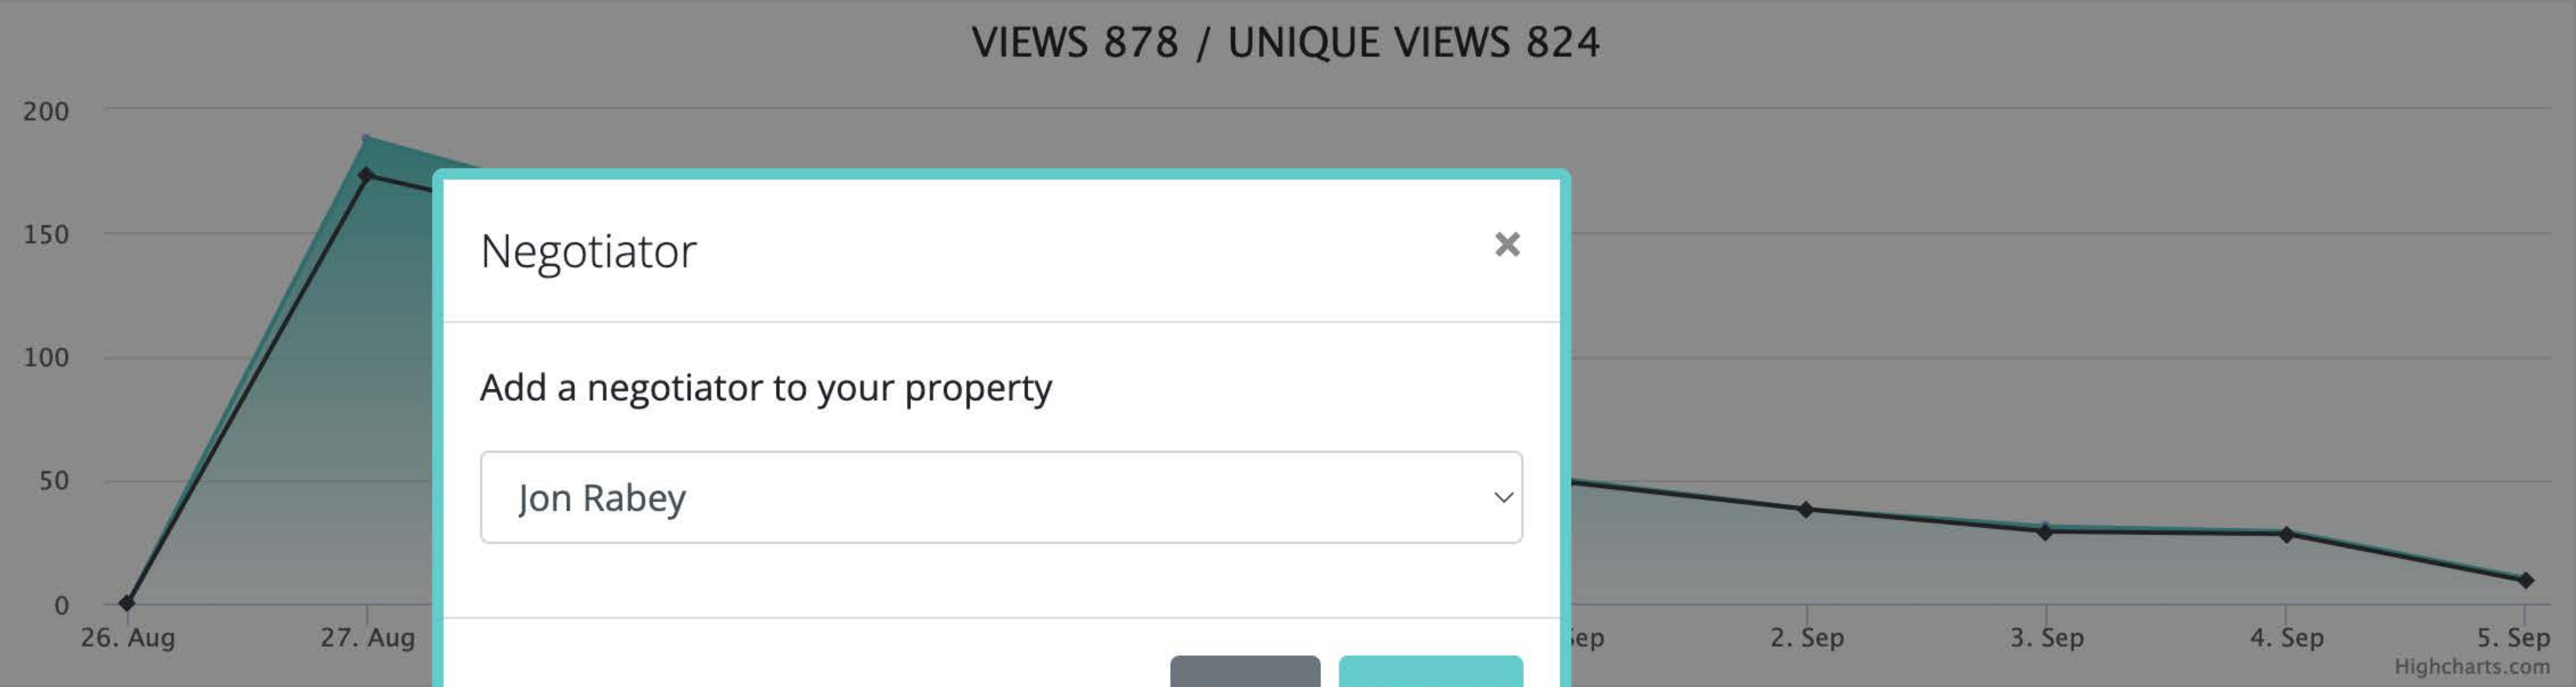 VIEWS 878 / UNIQUE VIEWS 824
200
150
100
50
0
Negotiator
×
Add a negotiator to your property
Jon Rabey
26. Aug
27. Aug
2. Sep
3. Sep
4. Sep
5. Sep
Highcharts.com